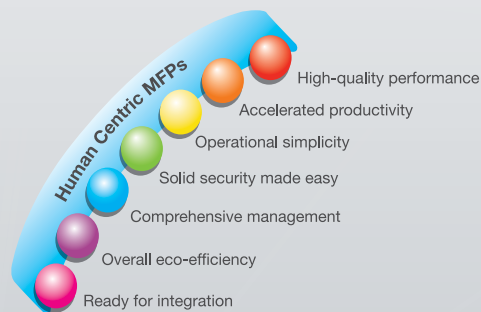 Human Centric MFPs
High-quality performance
Accelerated productivity
Operational simplicity
Solid security made easy
Comprehensive management
Overall eco-efficiency
Ready for integration